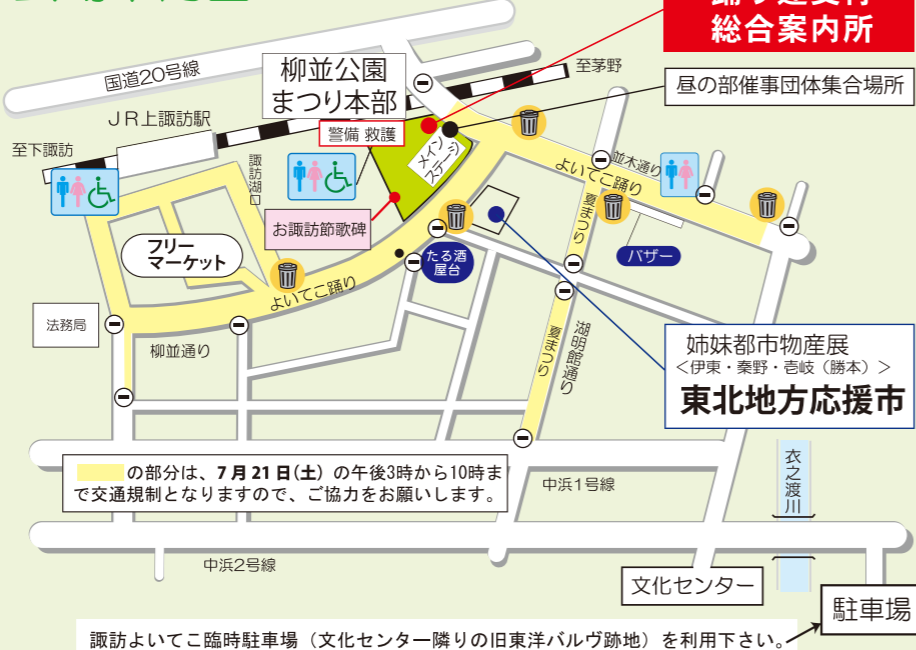 総合案内所
国道20号線
柳並公園
まつり本部
至茅野
昼の部催事団体集合場所
JR上諏訪駅
警備 救護
至下諏訪
諏訪湖口
メイン
ステージ
並木通り
よいてこ踊り
お諏訪節歌碑
夏まつり
フリー
マーケット
たる酒
屋台
バザー
よいてこ踊り
法務局
柳並通り
夏まつり
湖明館通り
姉妹都市物産展
<伊東・秦野・壱岐(勝本)>
東北地方応援市
の部分は、7月21日(土)の午後3時から10時ま
で交通規制となりますので、ご協力をお願いします。
中浜1号線
衣之渡川
中浜2号線
文化センター
駐車場
諏訪よいてこ臨時駐車場(文化センター隣りの旧東洋バルヴ跡地)を利用下さい。